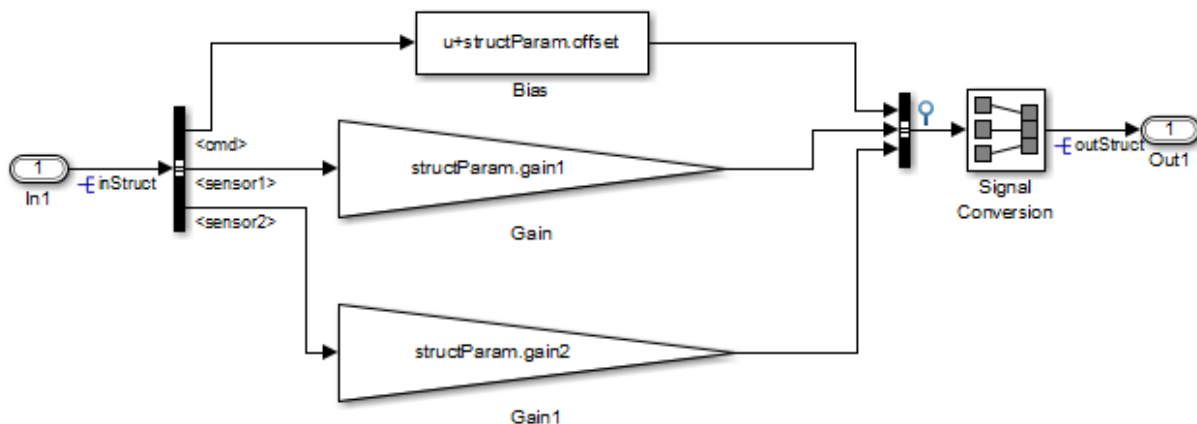 u+structParam.offset
Bias
<cmd>
1
inStruct
In1
<sensor1>
structParam.gain1
Gain
<sensor2>
structParam.gain2
Gain1
Signal
Conversion
outStruct
1
Out1